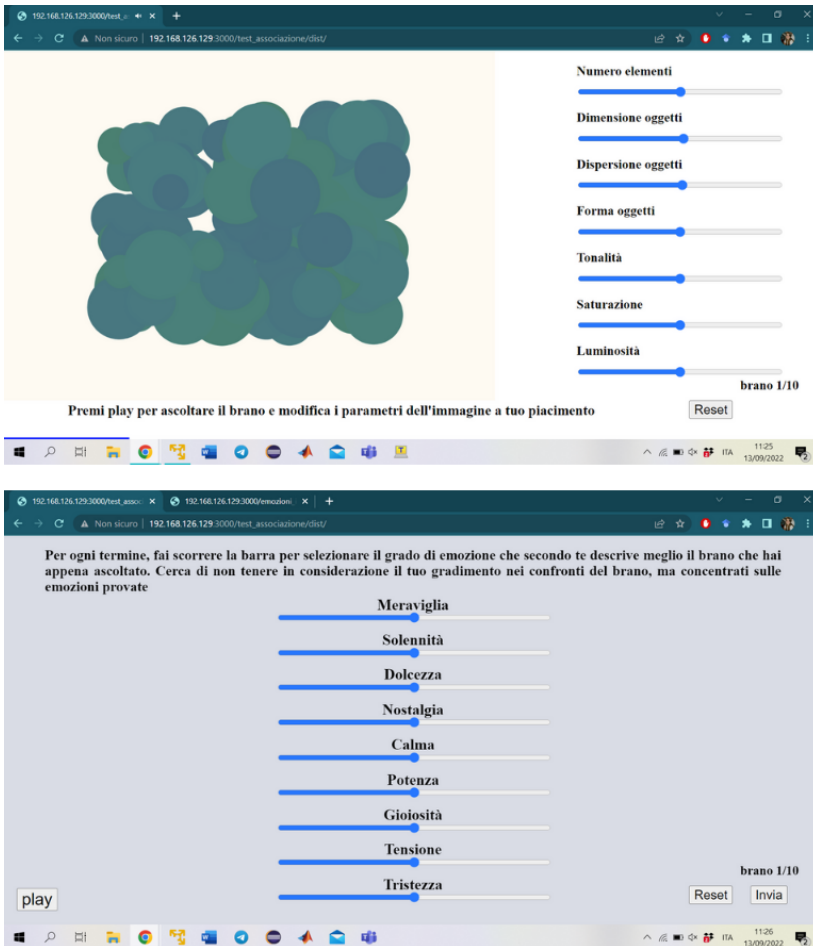 192.168.126.129:3000/test_a
Non sicuro | 192.168.126.129:3000/test_associazione/dist/
Numero elementi
Dimensione oggetti
Dispersione oggetti
Forma oggetti
Tonalità
Saturazione
Luminosità
brano 1/10
Premi play per ascoltare il brano e modifica i parametri dell'immagine a tuo piacimento
Reset
ITA
11:25
13/09/2022
192.168.126.129:3000/test_assoc
192.168.126.129:3000/emozioni_
Non sicuro | 192.168.126.129:3000/test_associazione/dist/
Per ogni termine, fai scorrere la barra per selezionare il grado di emozione che secondo te descrive meglio il brano che hai
appena ascoltato. Cerca di non tenere in considerazione il tuo gradimento nei confronti del brano, ma concentrati sulle
emozioni provate
Meraviglia
Solennità
Dolcezza
Nostalgia
Calma
Potenza
Gioiosità
Tensione
Tristezza
brano 1/10
play
Reset
Invia
ITA
11:26
13/09/2022